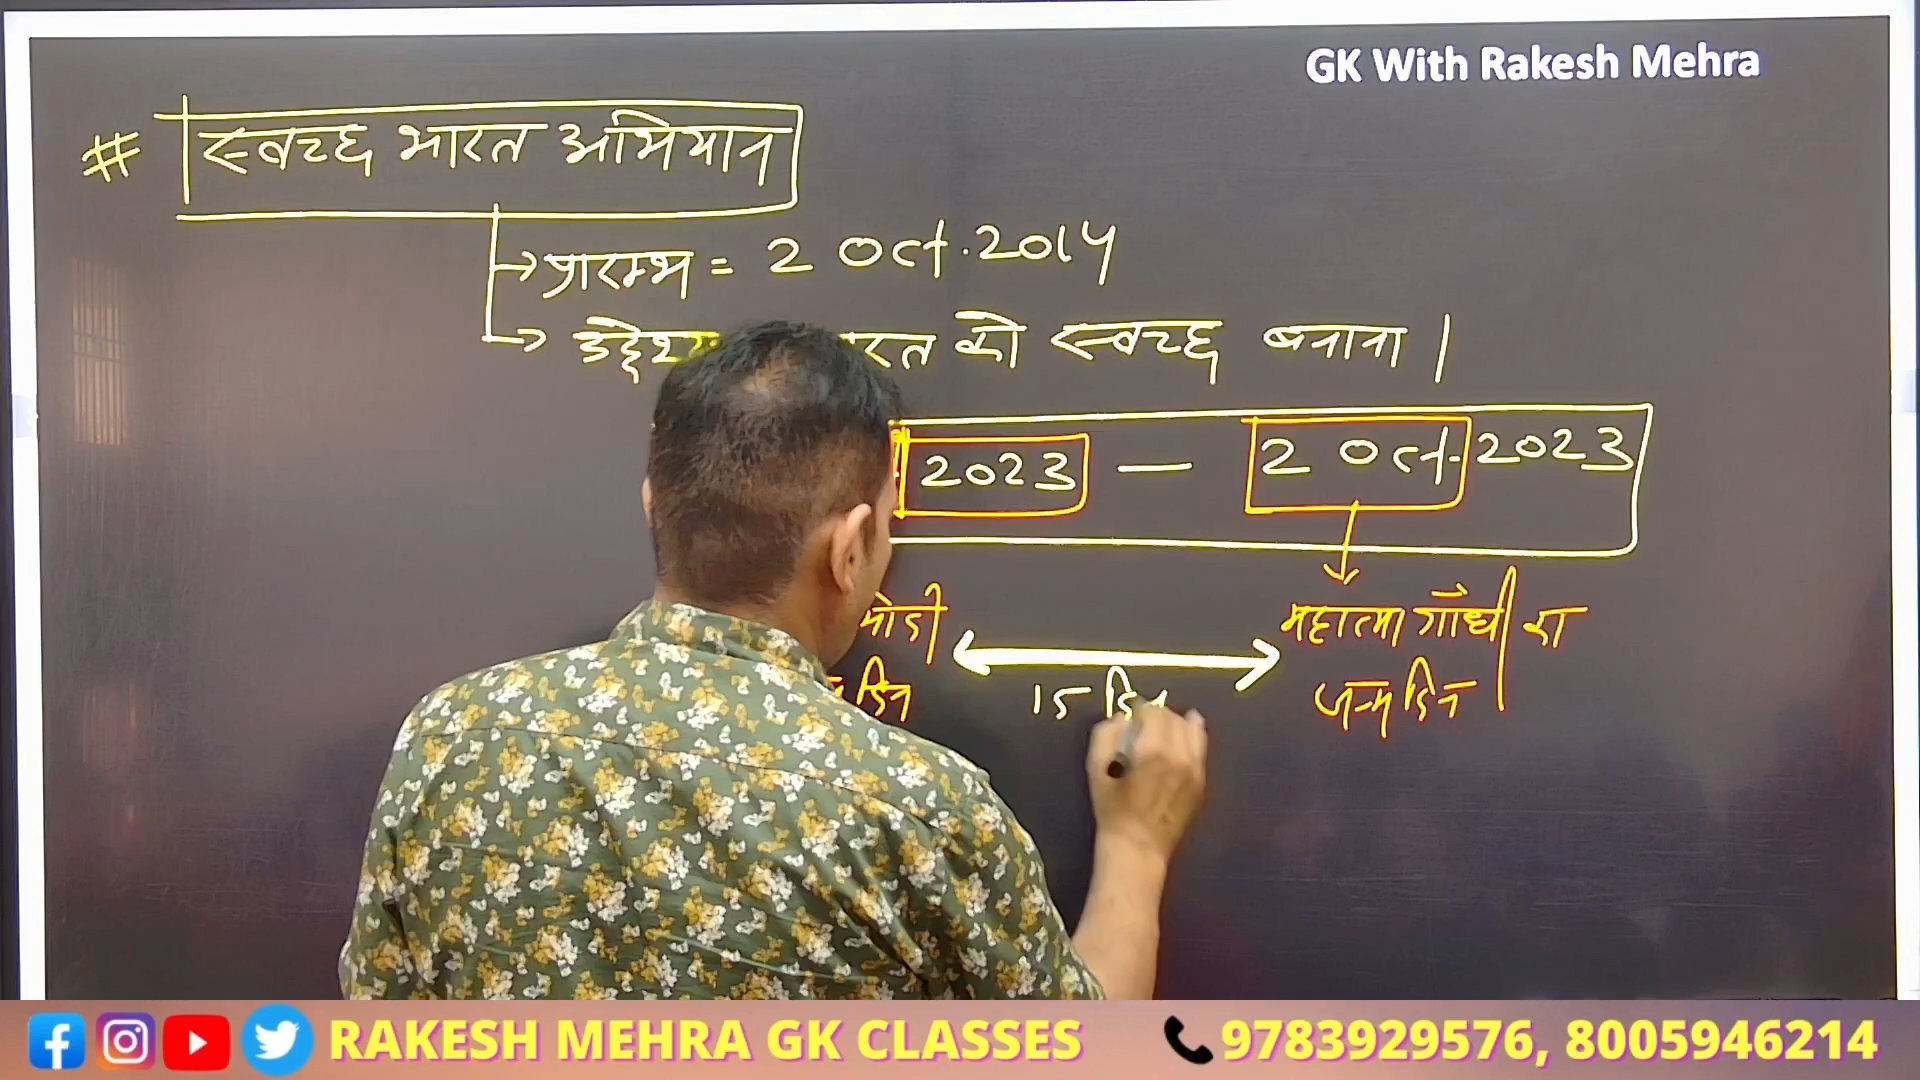 GK With Rakesh Mehra
# स्वच्छ भारत अभियान
→ प्रारम्भ = 2 Oct. 2014
→ उद्देश्य रत को स्वच्छ बनाना।
2023 — 2 Oct. 2023
मोदी महात्मा गाँधी का
दिन 15 दिन जन्म दिन
RAKESH MEHRA GK CLASSES 9783929576, 8005946214